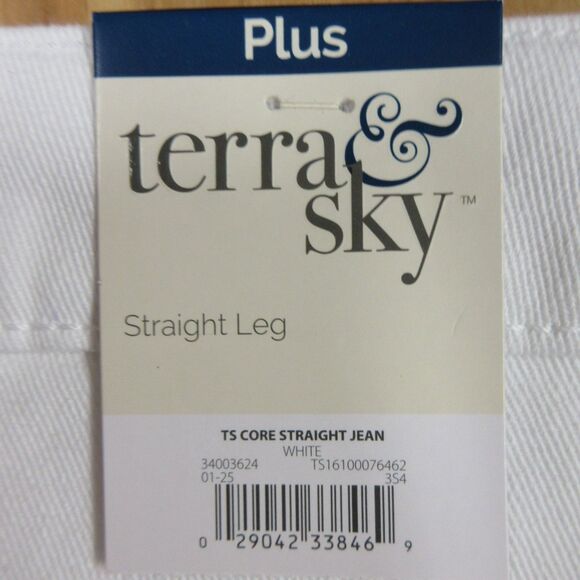 Plus
terra &
sky™
Straight Leg
TS CORE STRAIGHT JEAN
WHITE
34003624 TS16100076462
01-25 3S4
0 29042 33846 9